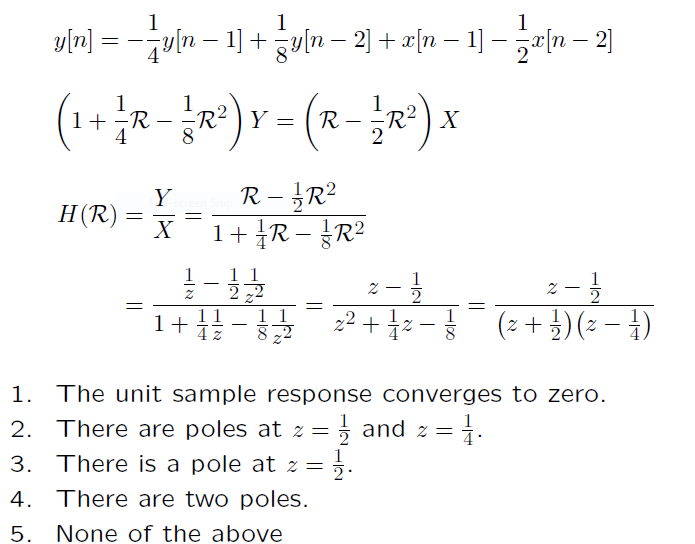 y[n] = −\frac{1}{4}y[n − 1] + \frac{1}{8}y[n − 2] + x[n − 1] − \frac{1}{2}x[n − 2]
\left(1 + \frac{1}{4}\mathcal{R} − \frac{1}{8}\mathcal{R}^2\right) Y = \left(\mathcal{R} − \frac{1}{2}\mathcal{R}^2\right) X
H(\mathcal{R}) = \frac{Y}{X} = \frac{\mathcal{R} − \frac{1}{2}\mathcal{R}^2}{1 + \frac{1}{4}\mathcal{R} − \frac{1}{8}\mathcal{R}^2}
= \frac{\frac{1}{z} − \frac{1}{2}\frac{1}{z^2}}{1 + \frac{1}{4}\frac{1}{z} − \frac{1}{8}\frac{1}{z^2}} = \frac{z − \frac{1}{2}}{z^2 + \frac{1}{4}z − \frac{1}{8}} = \frac{z − \frac{1}{2}}{(z + \frac{1}{2})(z − \frac{1}{4})}
1. The unit sample response converges to zero.
2. There are poles at z = \frac{1}{2} and z = \frac{1}{4}.
3. There is a pole at z = \frac{1}{2}.
4. There are two poles.
5. None of the above